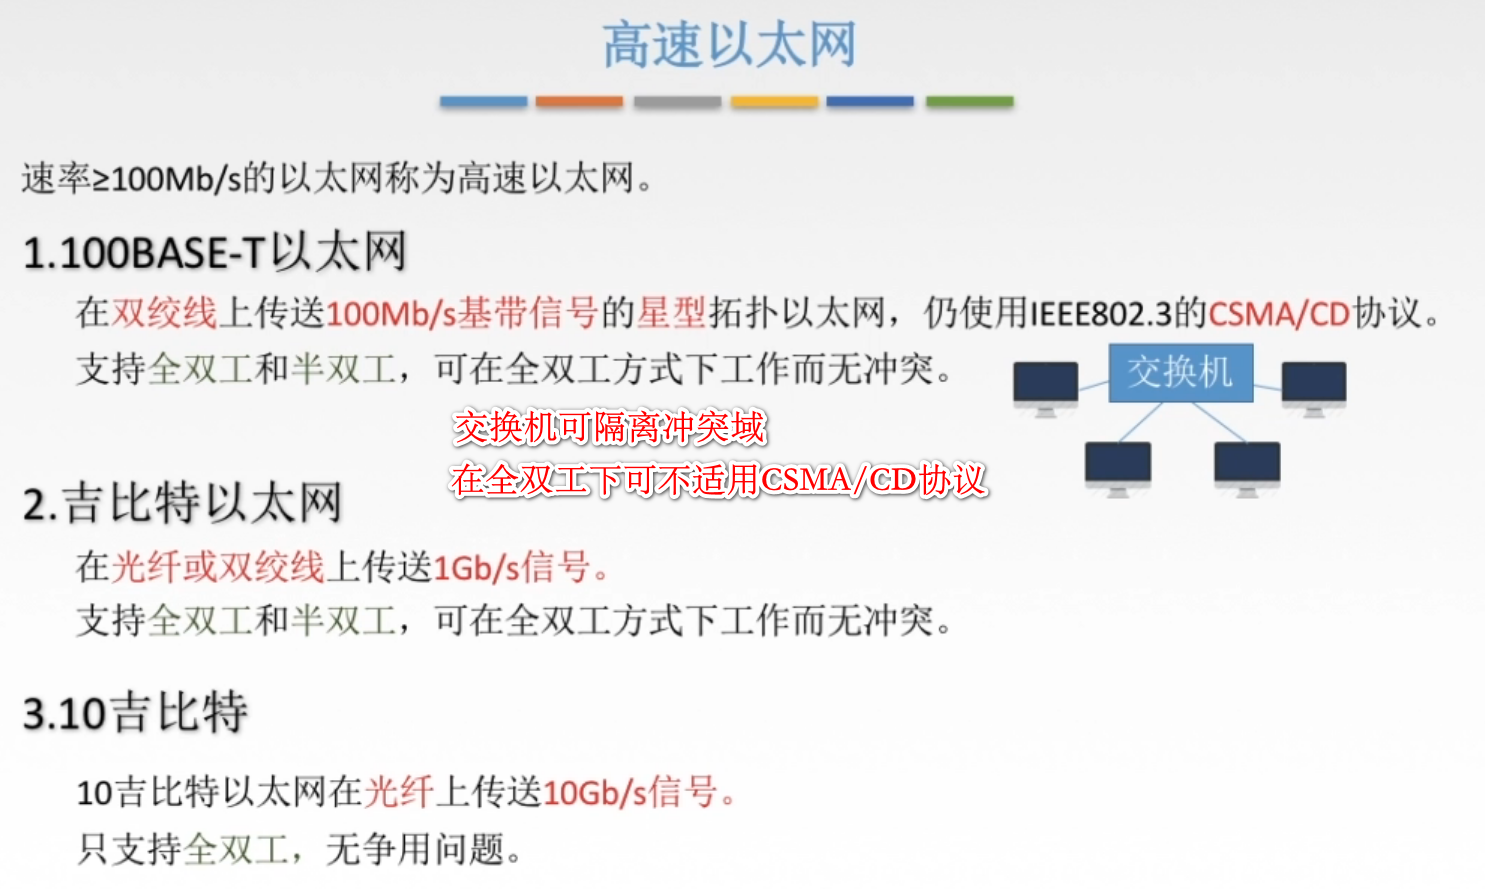 高速以太网
速率≥100Mb/s的以太网称为高速以太网。
1.100BASE-T以太网
在双绞线上传送100Mb/s基带信号的星型拓扑以太网，仍使用IEEE802.3的CSMA/CD协议。
支持全双工和半双工，可在全双工方式下工作而无冲突。
交换机
交换机可隔离冲突域
在全双工下可不适用CSMA/CD协议
2.吉比特以太网
在光纤或双绞线上传送1Gb/s信号。
支持全双工和半双工，可在全双工方式下工作而无冲突。
3.10吉比特
10吉比特以太网在光纤上传送10Gb/s信号。
只支持全双工，无争用问题。